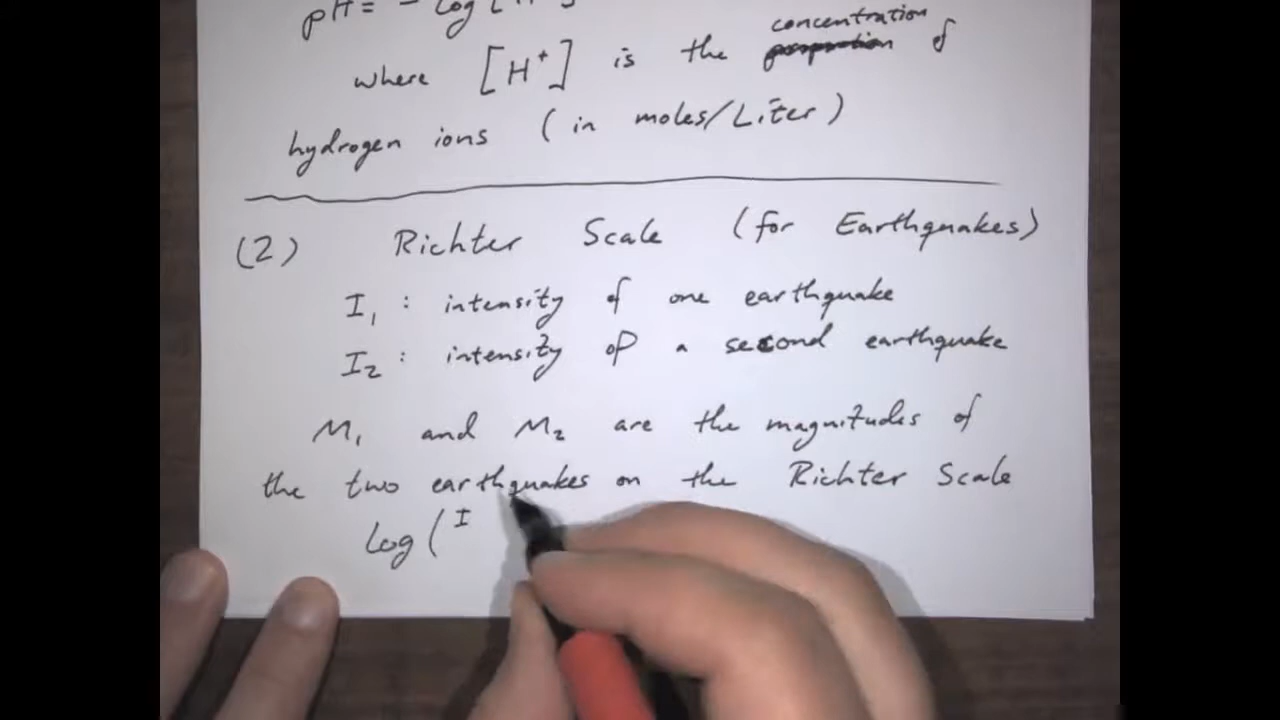 pH = - log [H
concentration
where [H⁺] is the of
hydrogen ions (in moles/Liter)
(2) Richter Scale (for Earthquakes)
I₁ : intensity of one earthquake
I₂ : intensity of a second earthquake
M₁ and M₂ are the magnitudes of
the two earthquakes on the Richter Scale
log( I